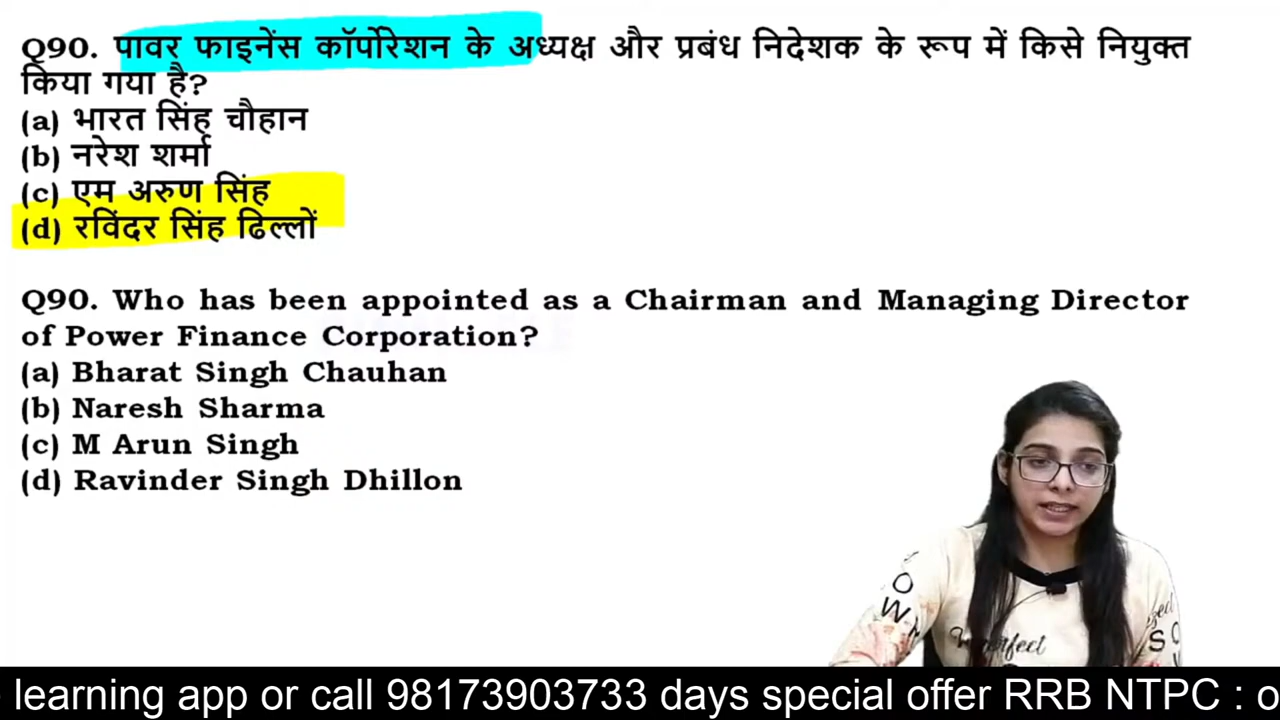 Q90. पावर फाइनेंस कॉर्पोरेशन के अध्यक्ष और प्रबंध निदेशक के रूप में किसे नियुक्त
किया गया है?
(a) भारत सिंह चौहान
(b) नरेश शर्मा
(c) एम अरुण सिंह
(d) रविंदर सिंह ढिल्लों
Q90. Who has been appointed as a Chairman and Managing Director
of Power Finance Corporation?
(a) Bharat Singh Chauhan
(b) Naresh Sharma
(c) M Arun Singh
(d) Ravinder Singh Dhillon
learning app or call 98173903733 days special offer RRB NTPC : o